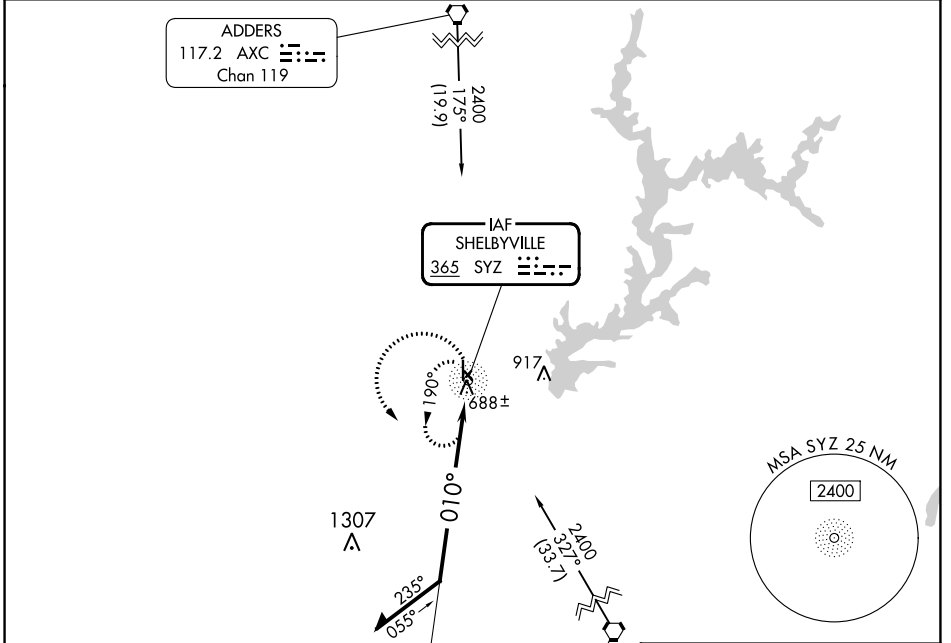 ADDERS
117.2 AXC
Chan 119
2400
175°
(19.9)
IAF
SHELBYVILLE
365 SYZ
917
190°
688±
MSA SYZ 25 NM
2400
010°
1307
2400
327°
(33.7)
235°
055°